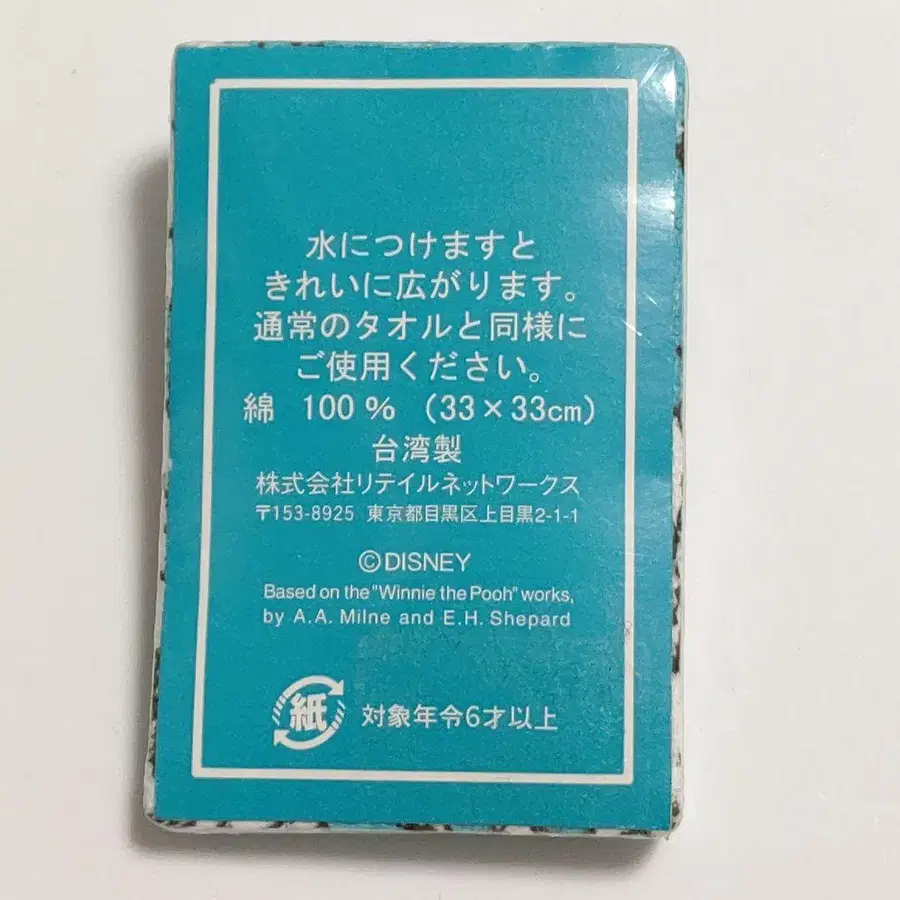 水につけますと
きれいに広がります。
通常のタオルと同様に
ご使用ください。
綿 100% (33×33cm)
台湾製
株式会社リテイルネットワークス
〒153-8925 東京都目黒区上目黒2-1-1
©DISNEY
Based on the "Winnie the Pooh" works,
by A.A. Milne and E.H. Shepard
紙 対象年令6才以上